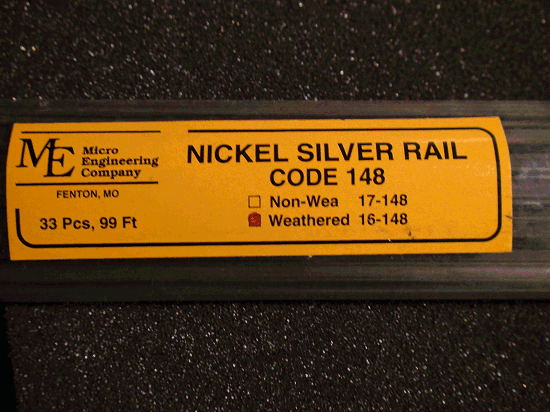 ME Micro
Engineering
Company
FENTON, MO
33 Pcs, 99 Ft
NICKEL SILVER RAIL
CODE 148
Non-Wea 17-148
Weathered 16-148